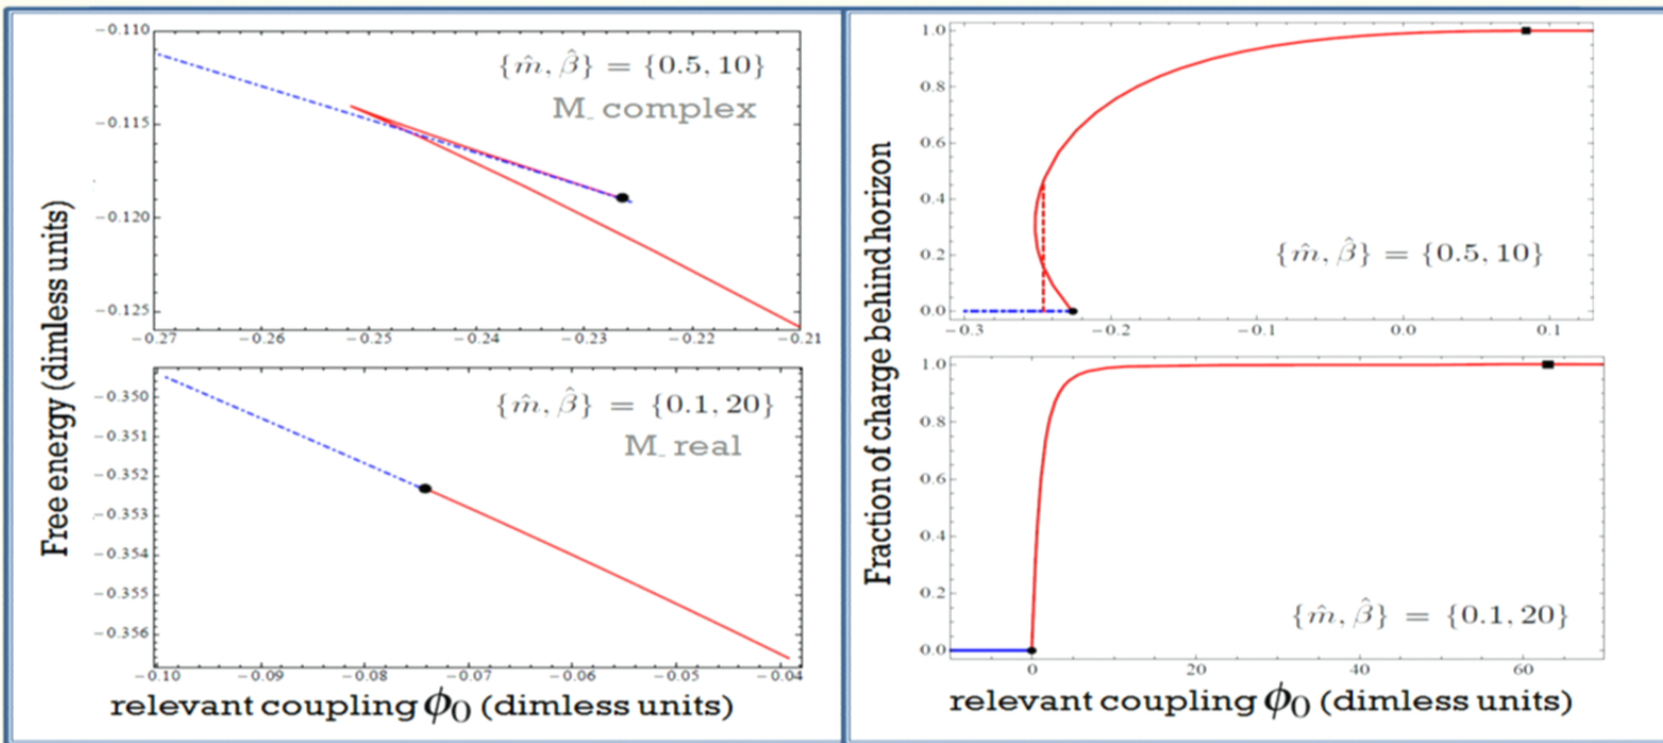 Free energy (dimless units)
−0.110
−0.115
−0.120
−0.125
{m̂, β̂} = {0.5, 10}
M_ complex
−0.27 −0.26 −0.25 −0.24 −0.23 −0.22 −0.21
−0.350
−0.351
−0.352
−0.353
−0.354
−0.355
−0.356
{m̂, β̂} = {0.1, 20}
M_ real
−0.10 −0.09 −0.08 −0.07 −0.06 −0.05 −0.04
relevant coupling ϕ0 (dimless units)
Fraction of charge behind horizon
1.0
0.8
0.6
0.4
0.2
0.0
{m̂, β̂} = {0.5, 10}
−0.3 −0.2 −0.1 0.0 0.1
1.0
0.8
0.6
0.4
0.2
0.0
{m̂, β̂} = {0.1, 20}
0 20 40 60
relevant coupling ϕ0 (dimless units)